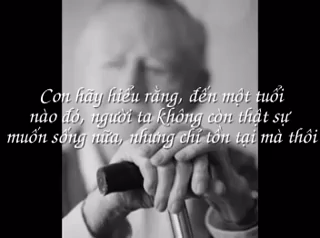 Con hãy hiểu rằng, đến một tuổi
nào đó, người ta không còn thật sự
muốn sống nữa, nhưng chỉ tồn tại mà thôi